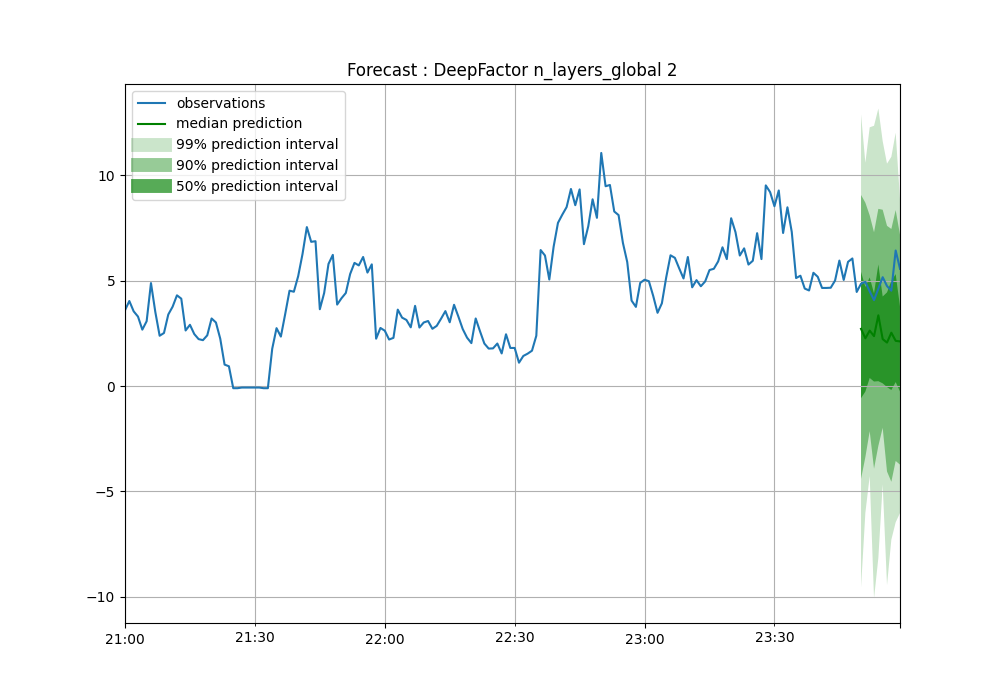 Forecast : DeepFactor n_layers_global 2
observations
median prediction
99% prediction interval
90% prediction interval
50% prediction interval
10
5
0
−5
−10
21:00
21:30
22:00
22:30
23:00
23:30